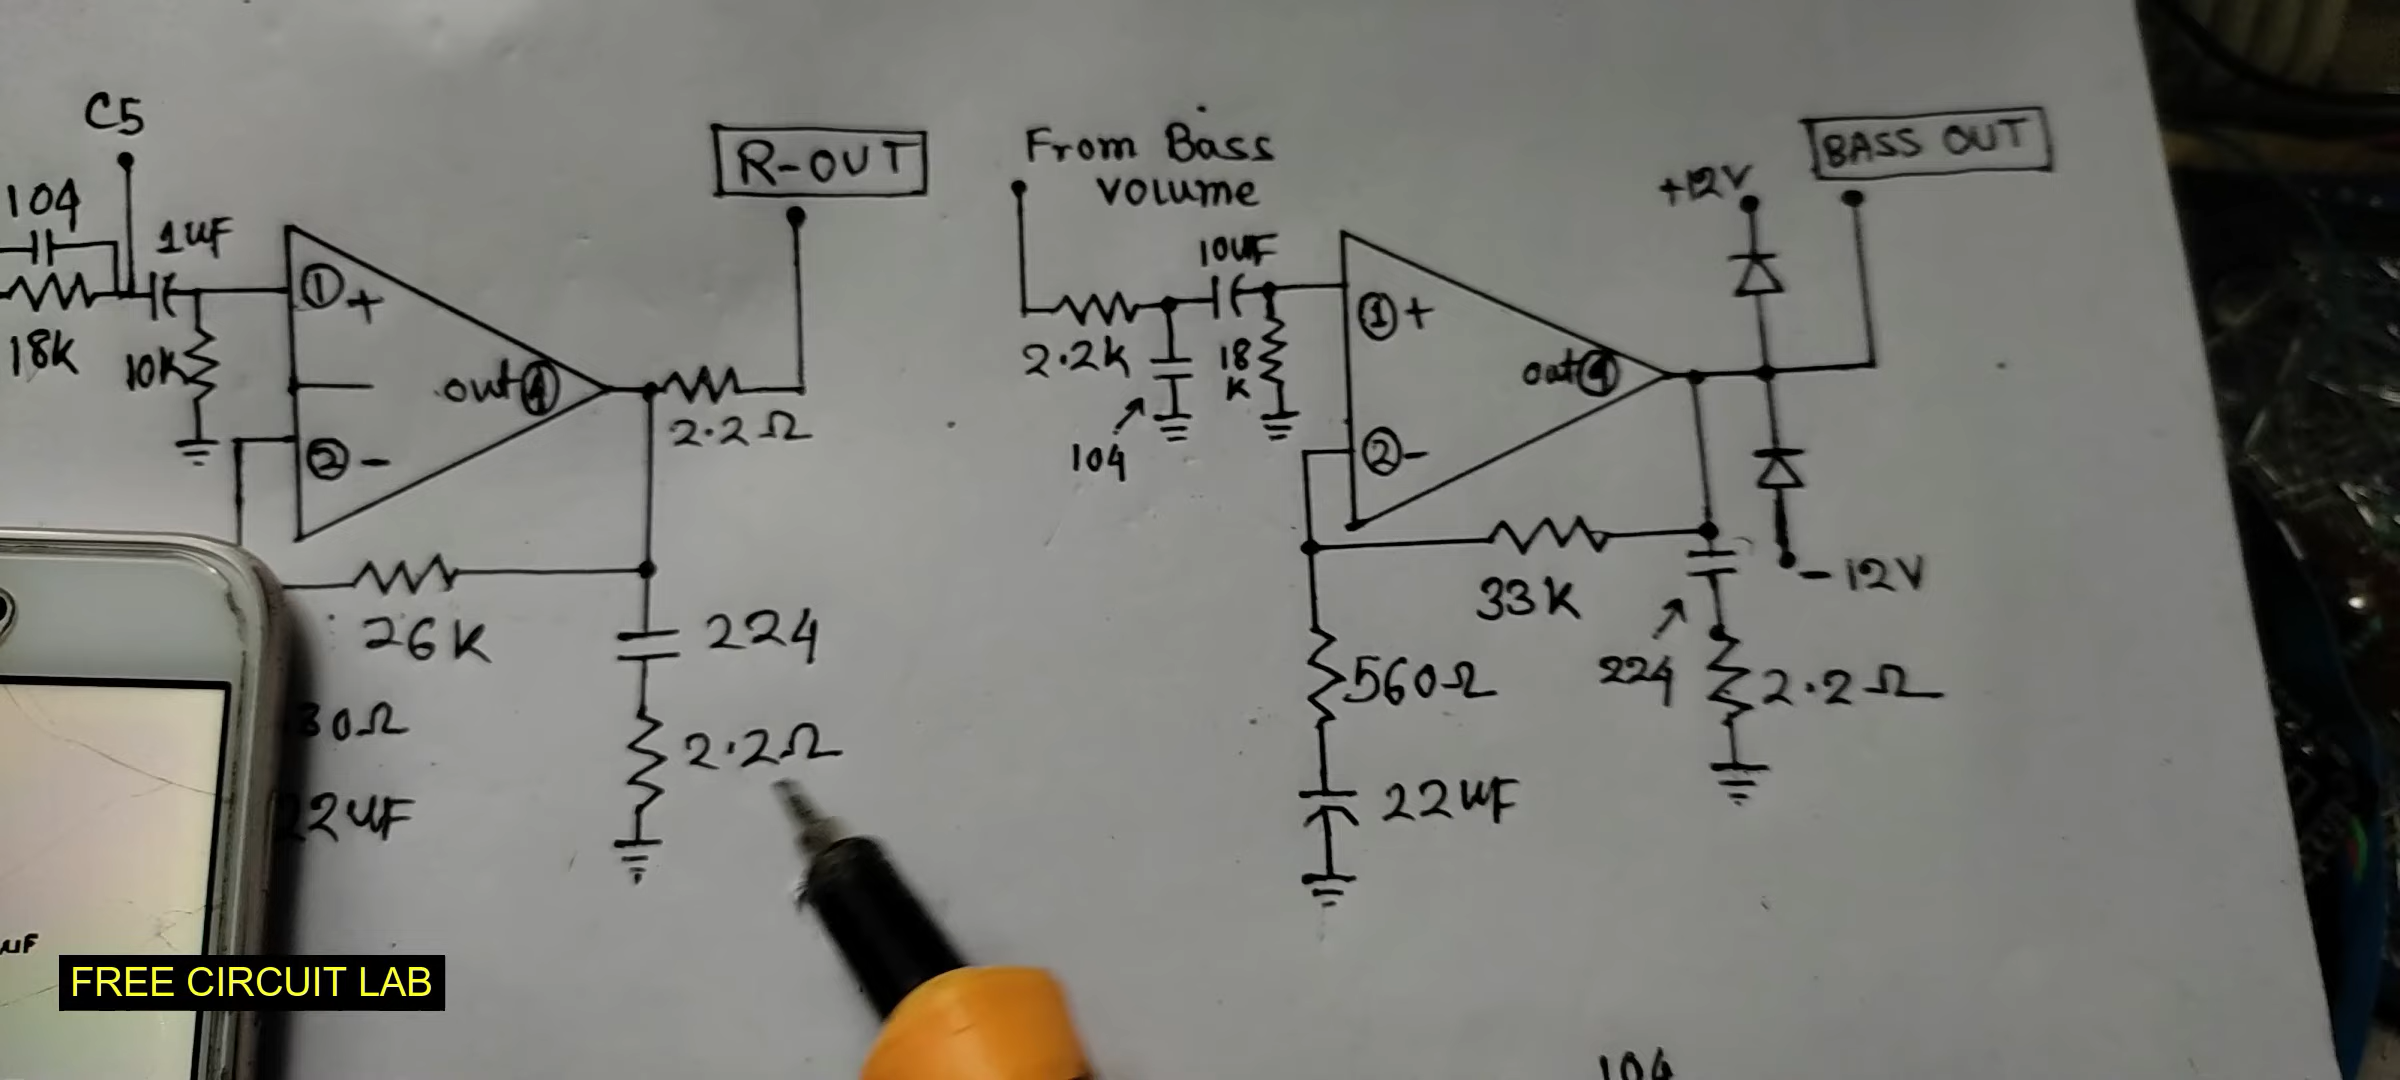 C5
104
1uF
18K
10K
① +
② -
out④
R-OUT
2.2Ω
26K
224
30Ω
2.2Ω
22uF
From Bass
volume
10uF
2.2K
18
K
104
① +
② -
out④
+12V
BASS OUT
-12V
33K
224
2.2Ω
560Ω
22uF
uF
FREE CIRCUIT LAB
104